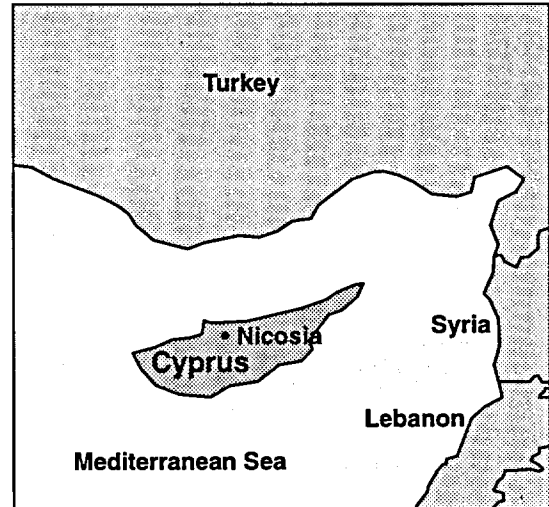 Turkey
Nicosia
Syria
Cyprus
Lebanon
Mediterranean Sea